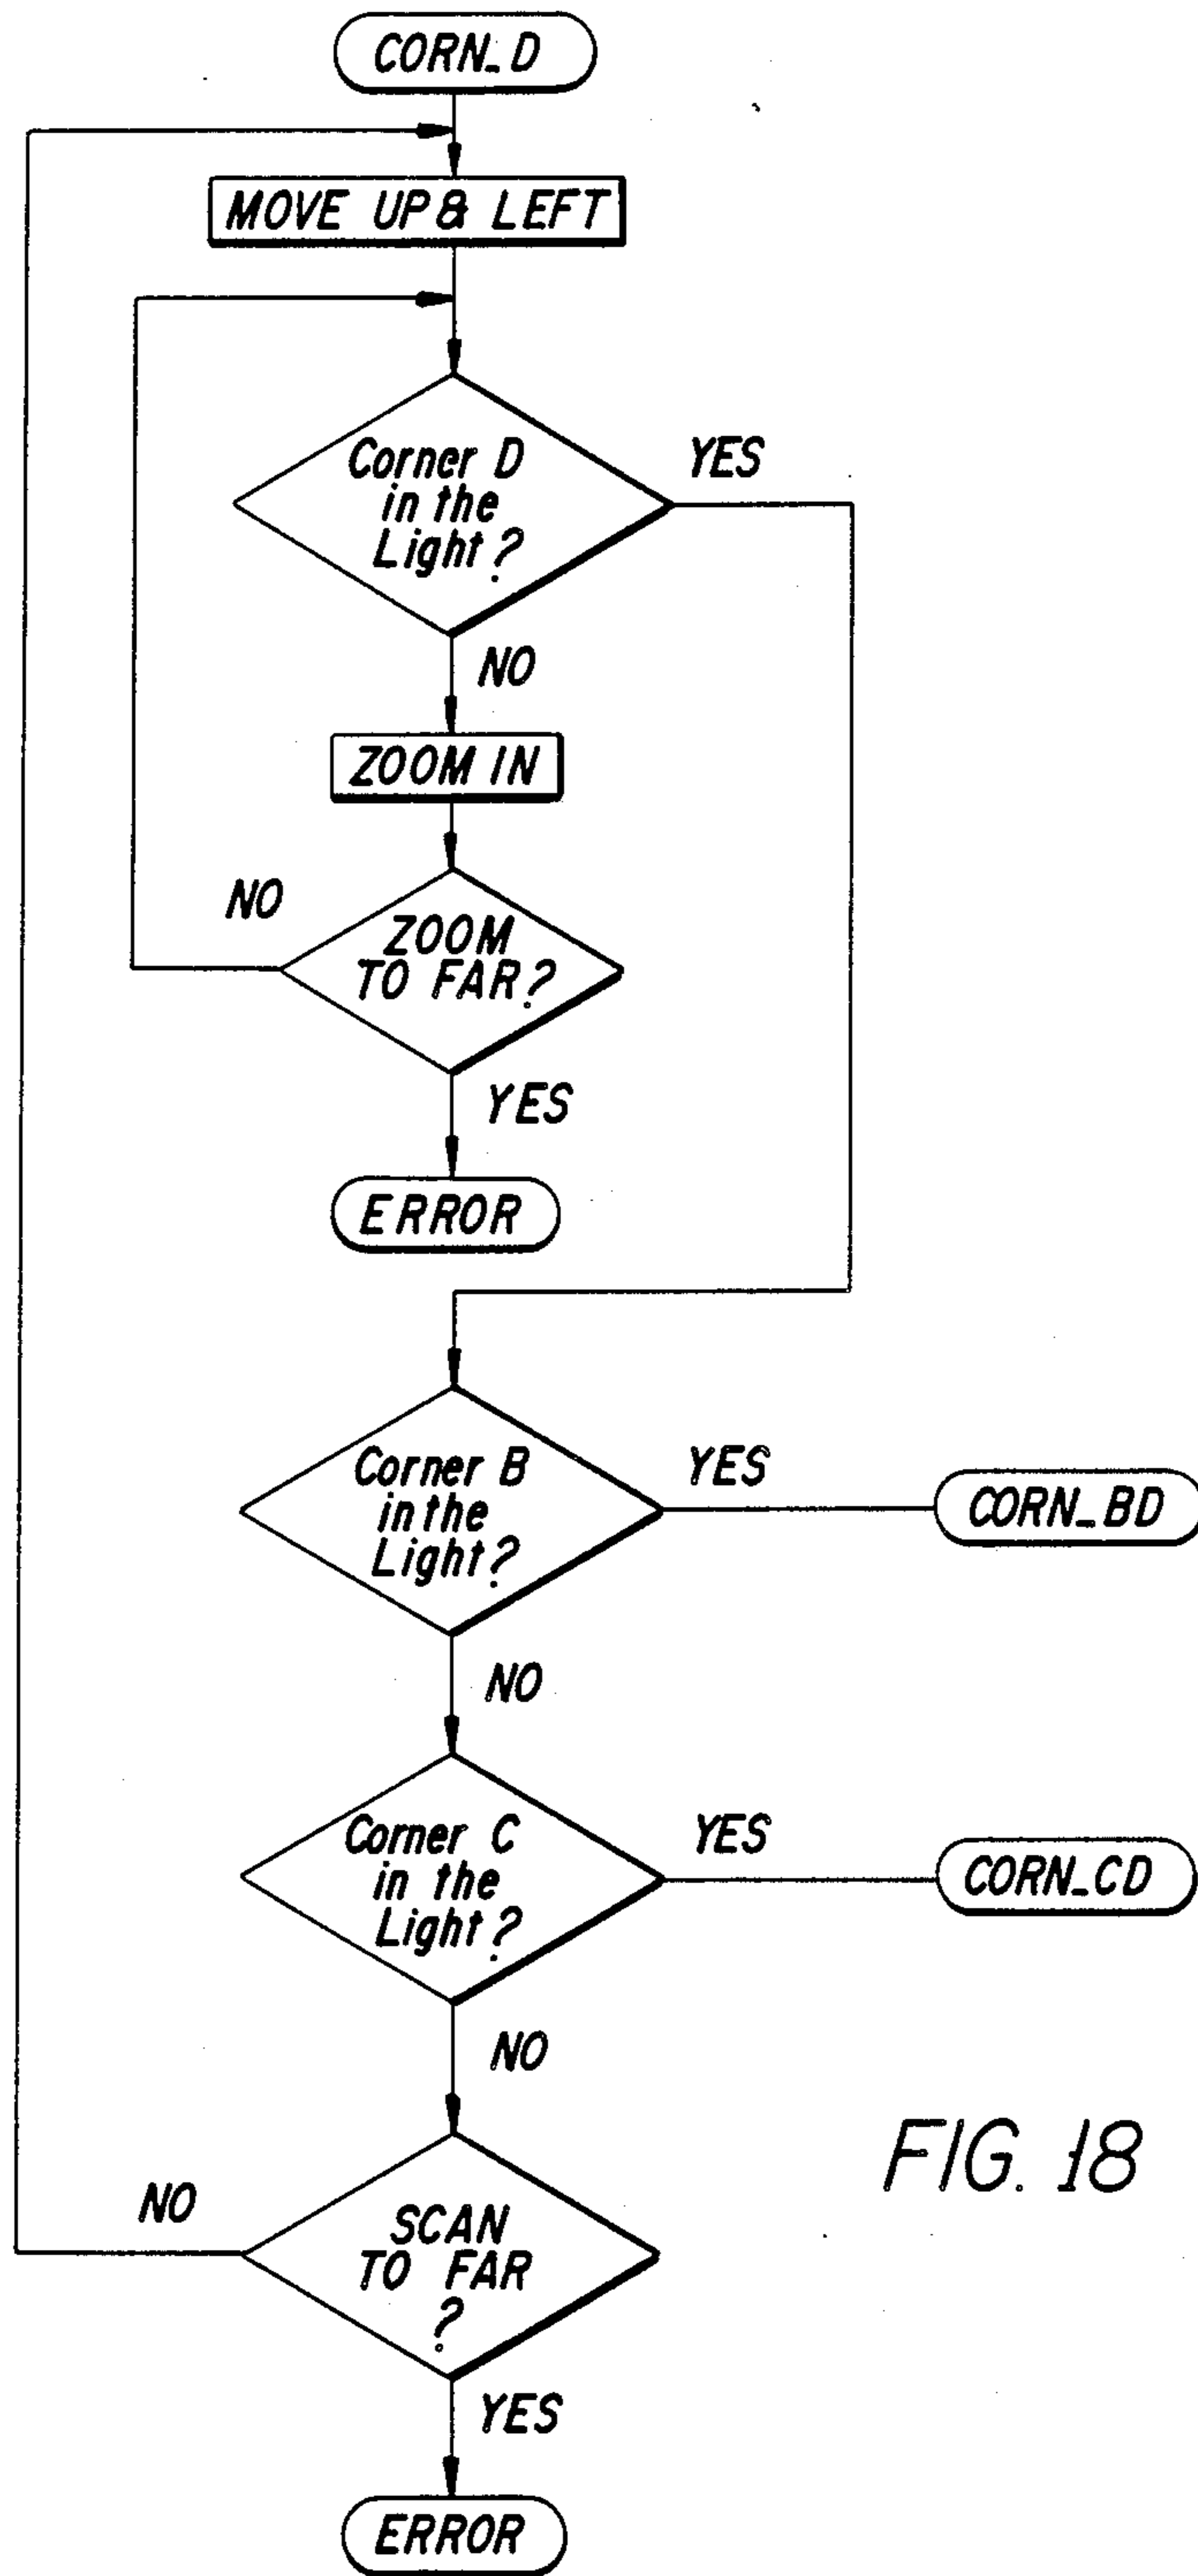 CORN_D
MOVE UP & LEFT
Corner D
in the
Light?
YES
NO
ZOOM IN
NO
ZOOM
TO FAR?
YES
ERROR
Corner B
in the
Light?
YES
CORN_BD
NO
Corner C
in the
Light?
YES
CORN_CD
NO
FIG. 18
NO
SCAN
TO FAR
?
YES
ERROR